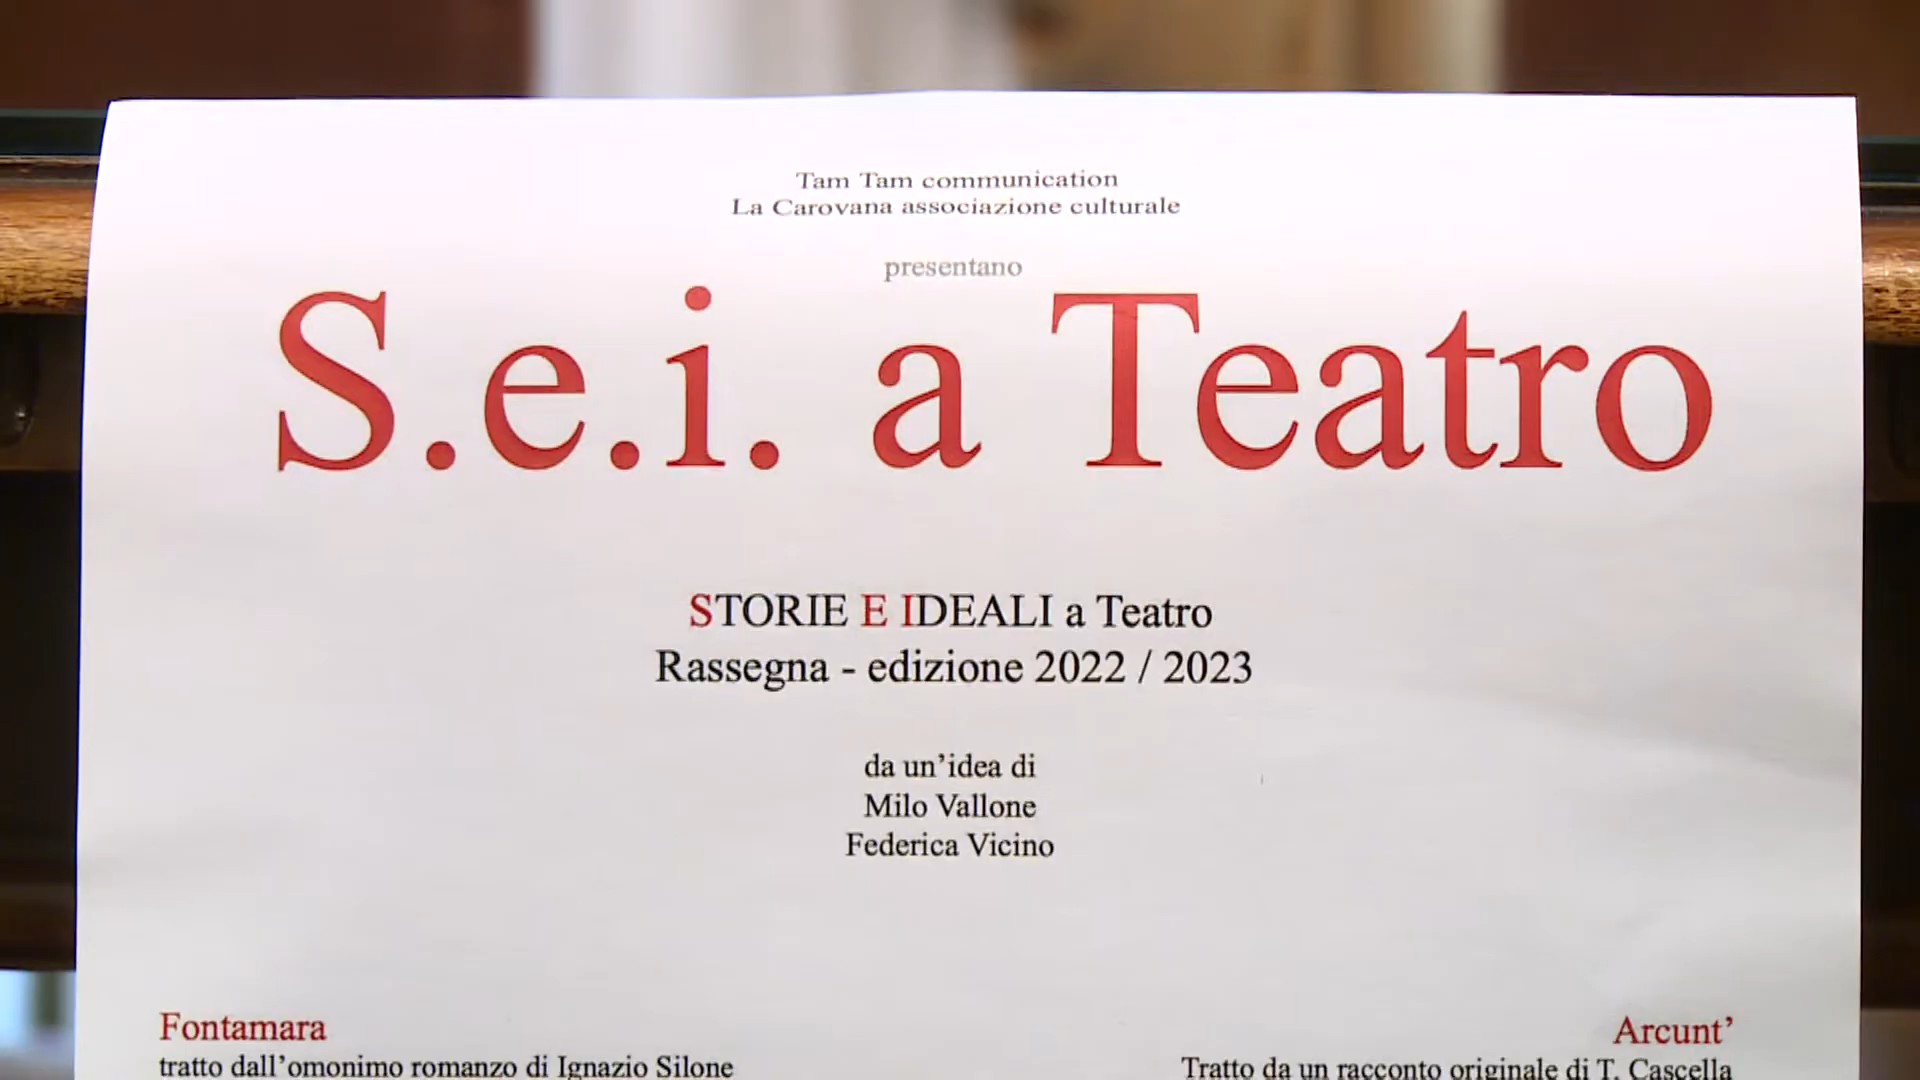 Tam Tam communication
La Carovana associazione culturale
presentano
S.e.i. a Teatro
STORIE E IDEALI a Teatro
Rassegna - edizione 2022 / 2023
da un’idea di
Milo Vallone
Federica Vicino
Fontamara
tratto dall’omonimo romanzo di Ignazio Silone
Arcunt’
Tratto da un racconto originale di T. Cascella